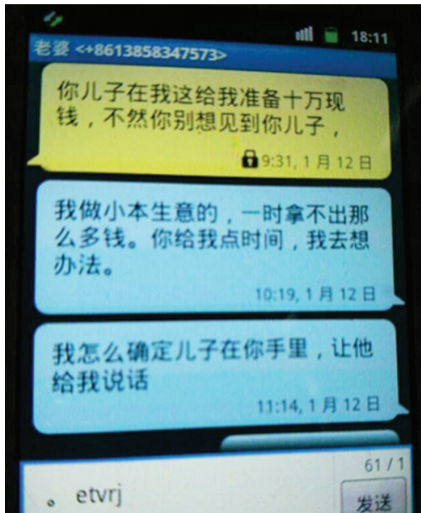 18:11
老婆 <+8613858347573>
你儿子在我这给我准备十万现
钱，不然你别想见到你儿子，
9:31, 1 月 12 日
我做小本生意的，一时拿不出那
么多钱。你给我点时间，我去想
办法。
10:19, 1 月 12 日
我怎么确定儿子在你手里，让他
给我说话
11:14, 1 月 12 日
61 / 1
。 etvrj
发送